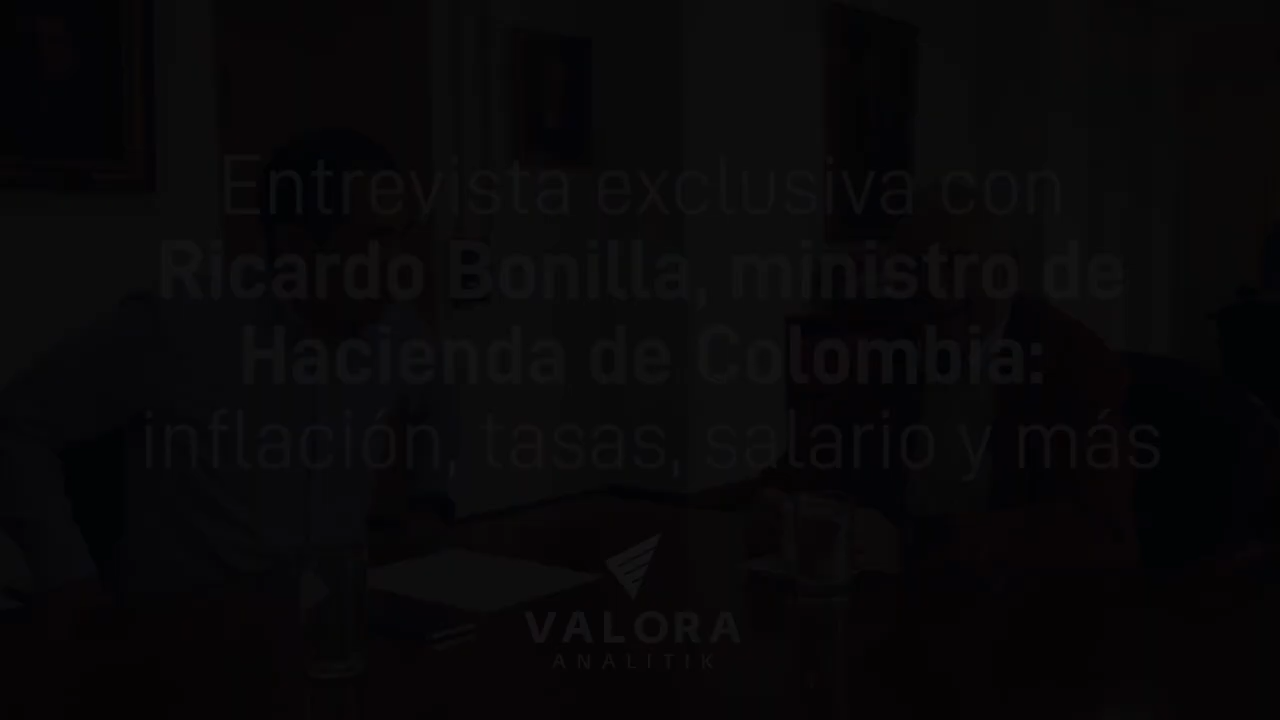 Entrevista exclusiva con
Ricardo Bonilla, ministro de
Hacienda de Colombia:
inflación, tasas, salario y más
VALORA
ANALITIK